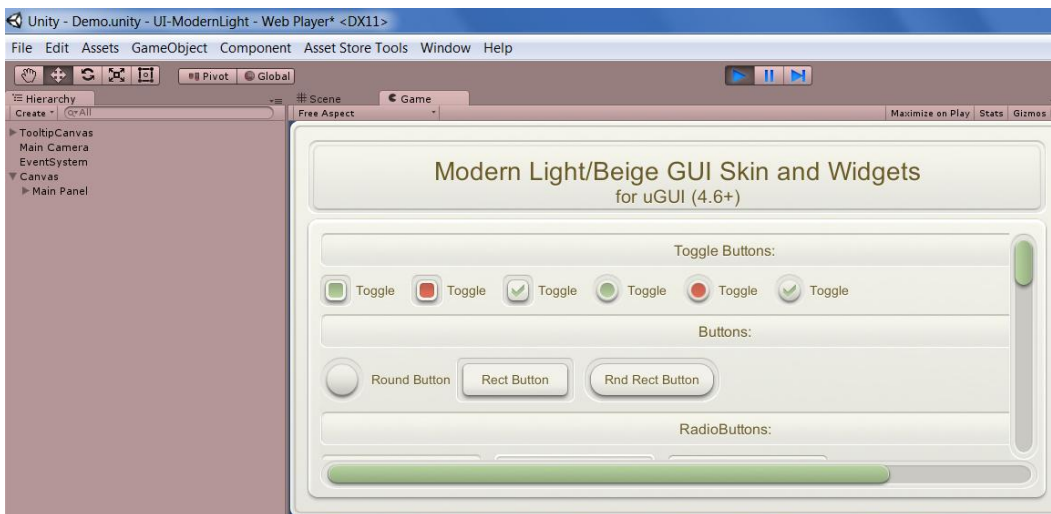 Unity - Demo.unity - UI-ModernLight - Web Player* <DX11>
File Edit Assets GameObject Component Asset Store Tools Window Help
Pivot Global
Hierarchy
Create All
TooltipCanvas
Main Camera
EventSystem
Canvas
Main Panel
Scene Game
Free Aspect Maximize on Play Stats Gizmos
Modern Light/Beige GUI Skin and Widgets
for uGUI (4.6+)
Toggle Buttons:
Toggle Toggle Toggle Toggle Toggle Toggle
Buttons:
Round Button Rect Button Rnd Rect Button
RadioButtons: